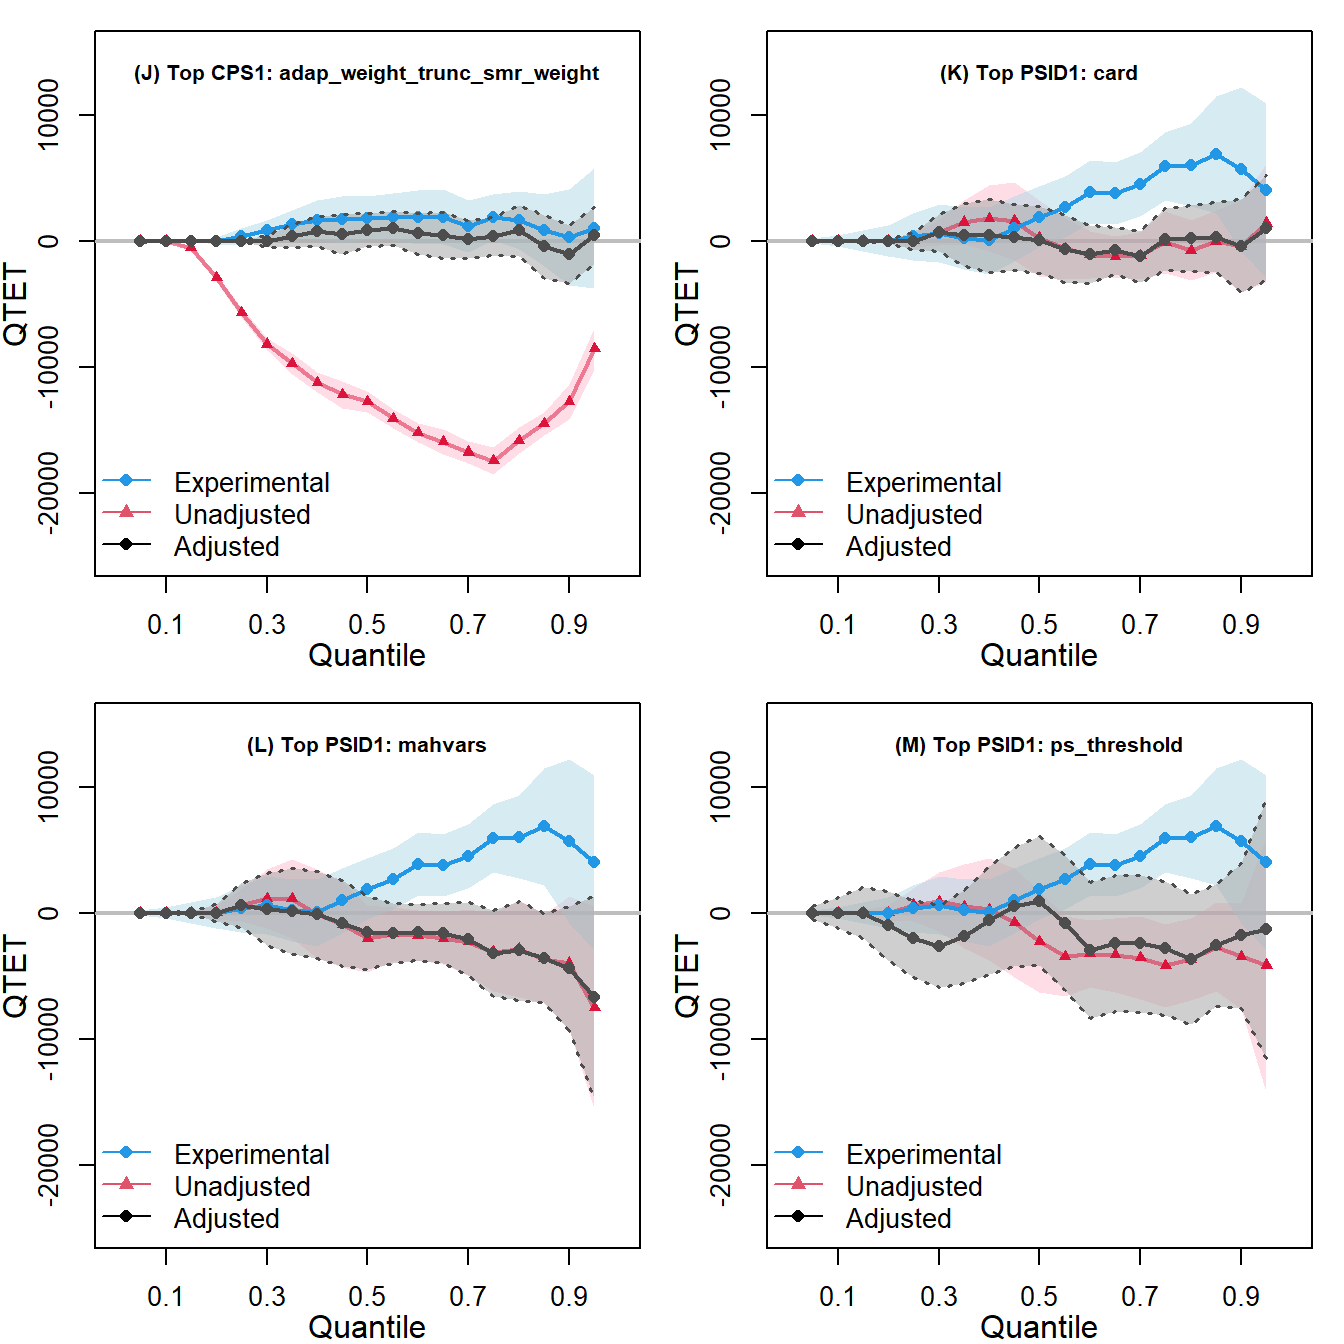 (J) Top CPS1: adap_weight_trunc_smr_weight
QTET
10000
0
-10000
-20000
Experimental
Unadjusted
Adjusted
0.1 0.3 0.5 0.7 0.9
Quantile
(K) Top PSID1: card
QTET
10000
0
-10000
-20000
Experimental
Unadjusted
Adjusted
0.1 0.3 0.5 0.7 0.9
Quantile
(L) Top PSID1: mahvars
QTET
10000
0
-10000
-20000
Experimental
Unadjusted
Adjusted
0.1 0.3 0.5 0.7 0.9
Quantile
(M) Top PSID1: ps_threshold
QTET
10000
0
-10000
-20000
Experimental
Unadjusted
Adjusted
0.1 0.3 0.5 0.7 0.9
Quantile